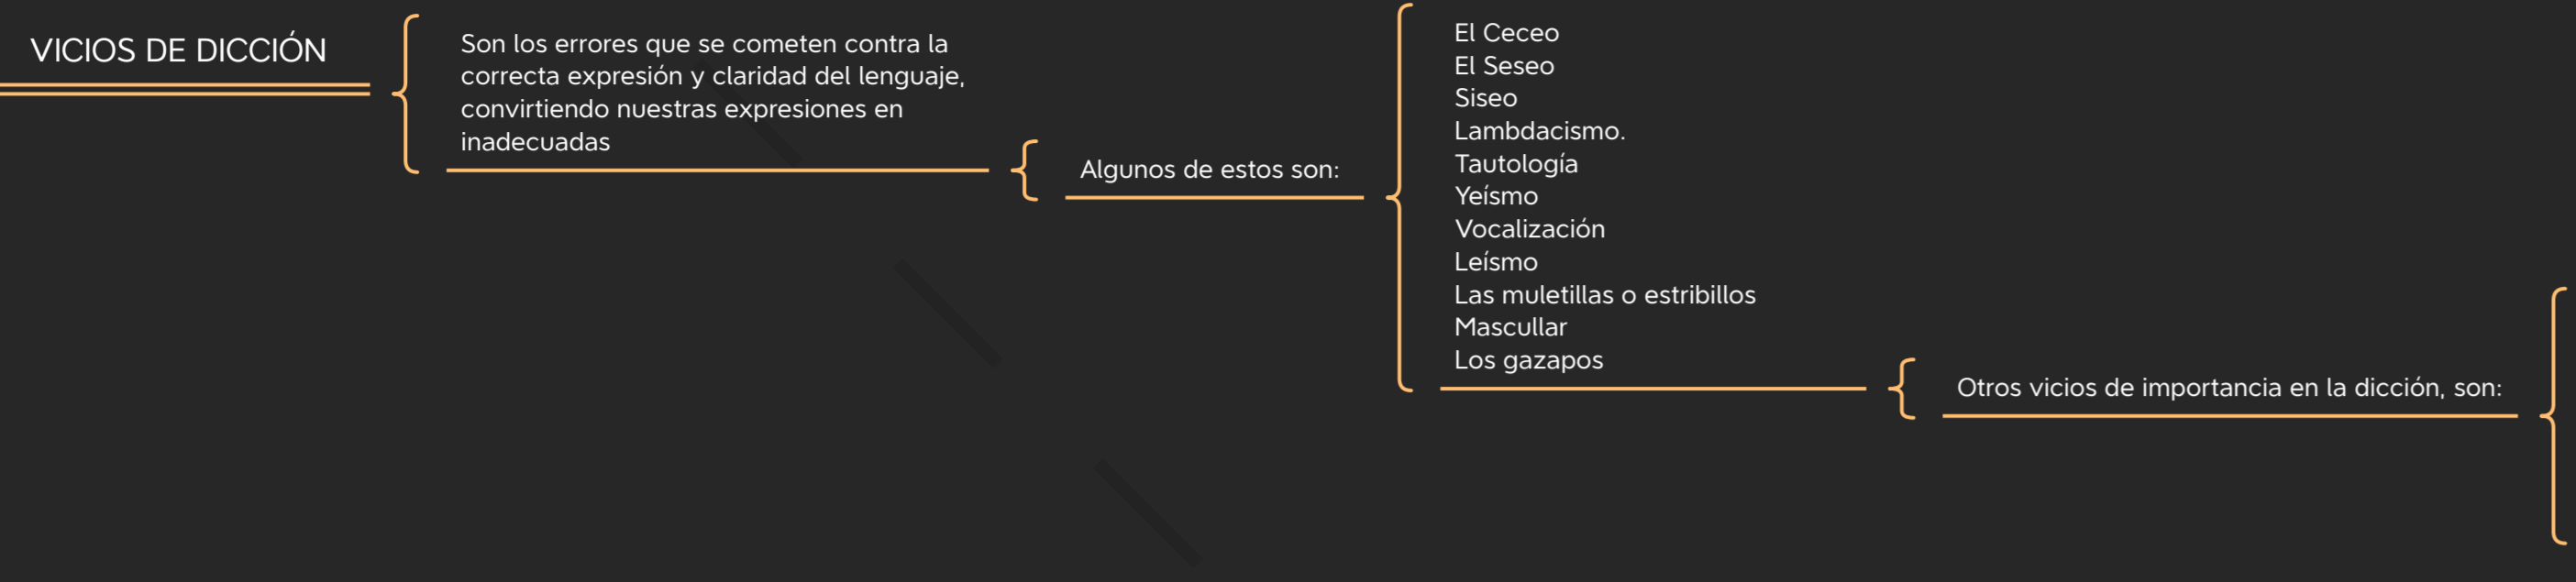 VICIOS DE DICCIÓN
Son los errores que se cometen contra la
correcta expresión y claridad del lenguaje,
convirtiendo nuestras expresiones en
inadecuadas
Algunos de estos son:
El Ceceo
El Seseo
Siseo
Lambdacismo.
Tautología
Yeísmo
Vocalización
Leísmo
Las muletillas o estribillos
Mascullar
Los gazapos
Otros vicios de importancia en la dicción, son: